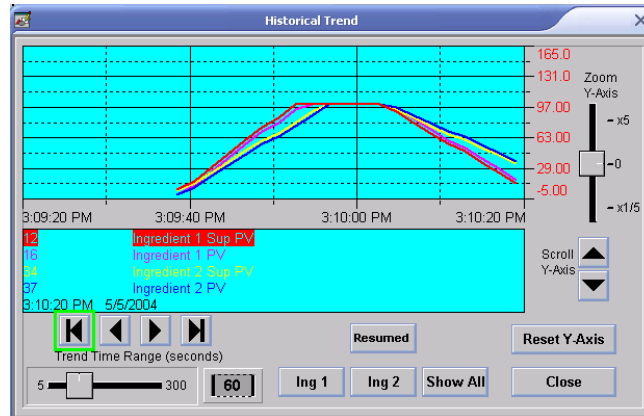 Historical Trend
165.0
131.0
97.00
63.00
29.00
-5.00
Zoom
Y-Axis
x5
0
x1/5
3:09:20 PM 3:09:40 PM 3:10:00 PM 3:10:20 PM
12 Ingredient 1 Sup PV
16 Ingredient 1 PV
34 Ingredient 2 Sup PV
37 Ingredient 2 PV
3:10:20 PM 5/5/2004
Scroll
Y-Axis
Resumed
Reset Y-Axis
Trend Time Range (seconds)
5 300 60 Ing 1 Ing 2 Show All Close